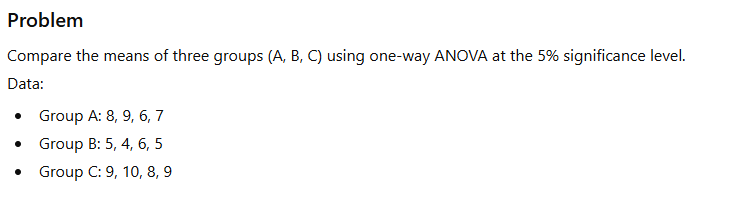 Problem
Compare the means of three groups (A, B, C) using one-way ANOVA at the 5% significance level.
Data:
• Group A: 8, 9, 6, 7
• Group B: 5, 4, 6, 5
• Group C: 9, 10, 8, 9